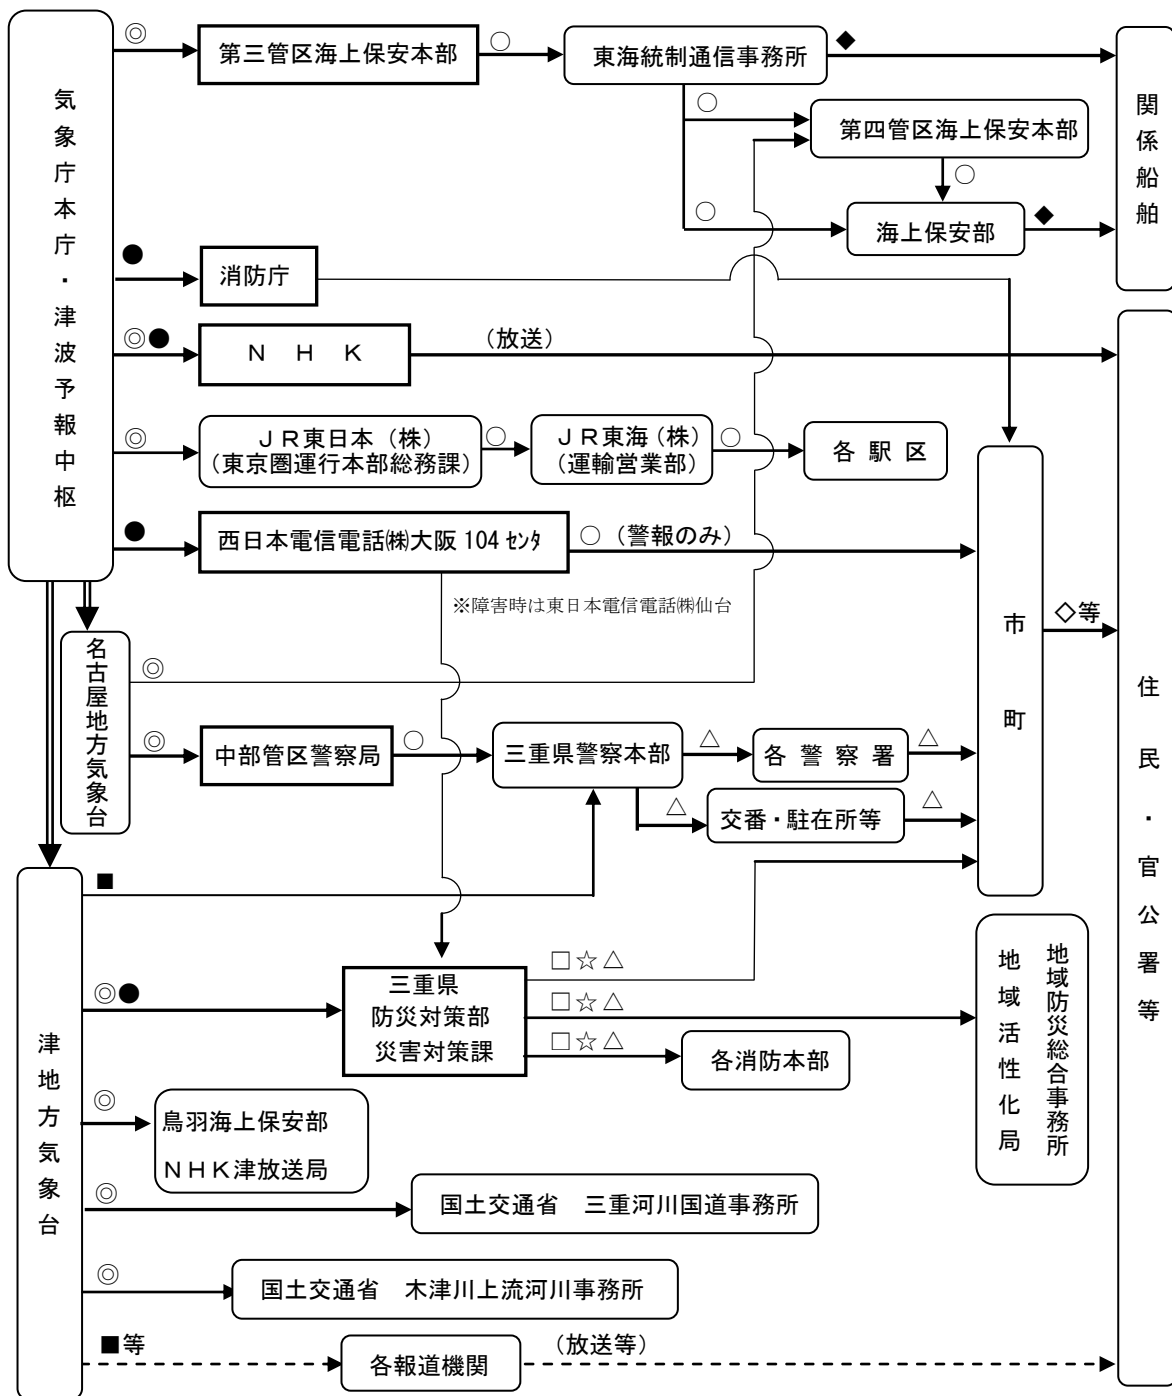 気象庁本庁・津波予報中枢
◎
第三管区海上保安本部
○
東海統制通信事務所
◆
関係船舶
○
第四管区海上保安本部
○
○
海上保安部
◆
●
消防庁
◎●
ＮＨＫ
(放送)
◎
ＪＲ東日本（株）
(東京圏運行本部総務課)
○
ＪＲ東海（株）
(運輸営業部)
○
各駅区
●
西日本電信電話㈱大阪 104 ｾﾝﾀ
○（警報のみ）
※障害時は東日本電信電話㈱仙台
市町
◇等
住民・官公署等
名古屋地方気象台
◎
◎
中部管区警察局
○
三重県警察本部
△
各警察署
△
△
交番・駐在所等
△
津地方気象台
■
◎●
三重県
防災対策部
災害対策課
□☆△
□☆△
□☆△
各消防本部
地域防災総合事務所
地域活性化局
◎
鳥羽海上保安部
ＮＨＫ津放送局
◎
国土交通省　三重河川国道事務所
◎
国土交通省　木津川上流河川事務所
■等
各報道機関
(放送等)